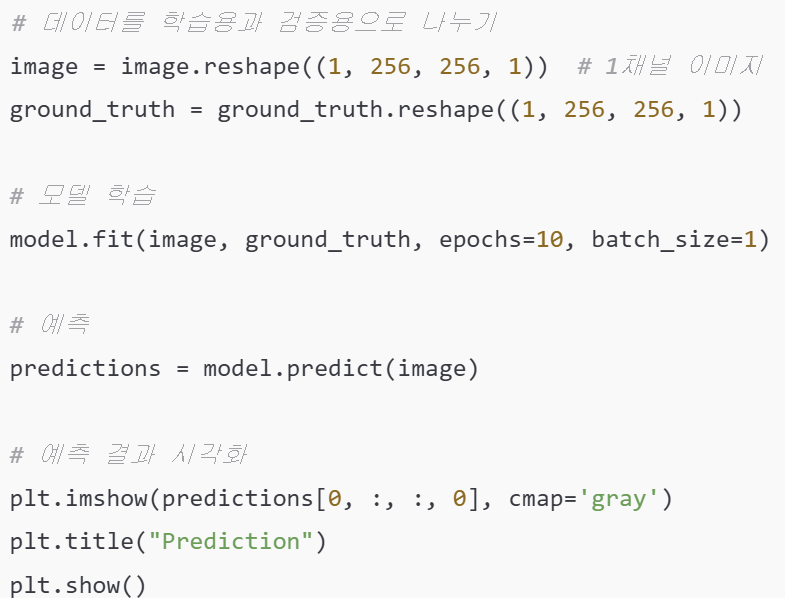 # 데이터를 학습용과 검증용으로 나누기
image = image.reshape((1, 256, 256, 1))  # 1채널 이미지
ground_truth = ground_truth.reshape((1, 256, 256, 1))
# 모델 학습
model.fit(image, ground_truth, epochs=10, batch_size=1)
# 예측
predictions = model.predict(image)
# 예측 결과 시각화
plt.imshow(predictions[0, :, :, 0], cmap='gray')
plt.title("Prediction")
plt.show()